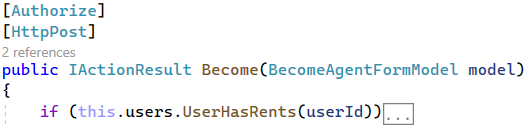 [Authorize]
[HttpPost]
2 references
public IActionResult Become(BecomeAgentFormModel model)
{
if (this.users.UserHasRents(userId))...